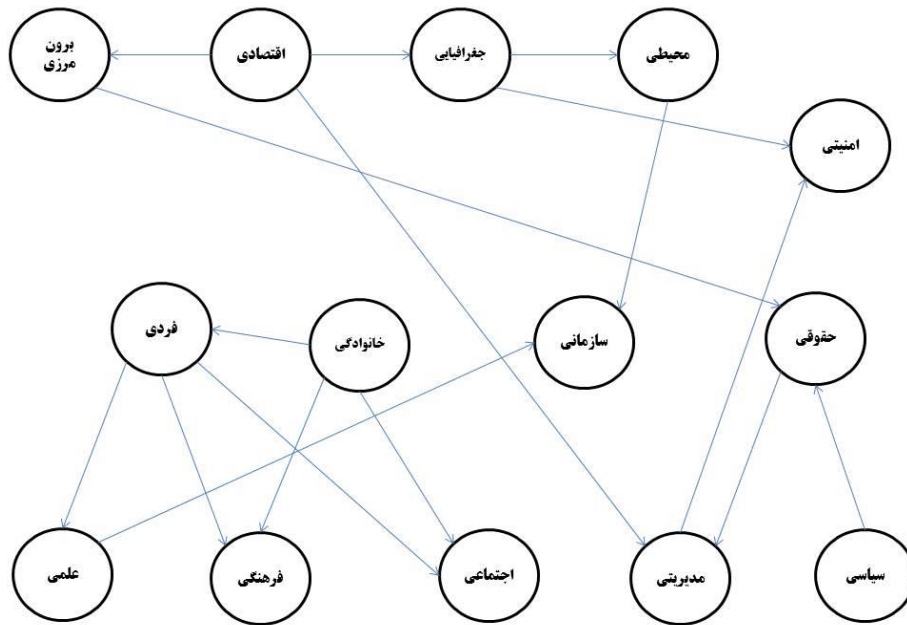 محیطی
جغرافیایی
اقتصادی
برون
مرزی
امنیتی
حقوقی
سازمانی
خانوادگی
فردی
سیاسی
مدیریتی
اجتماعی
فرهنگی
علمی